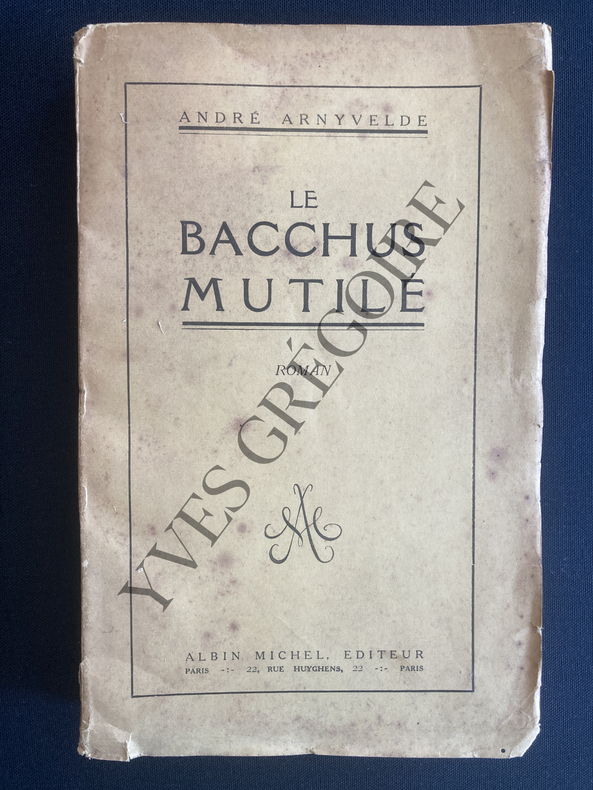 ANDRÉ ARNYVELDE
LE
BACCHUS
MUTILÉ
ROMAN
YVES GRÉGOIRE
ALBIN MICHEL, EDITEUR
PARIS -:- 22, RUE HUYGHENS, 22 -:- PARIS